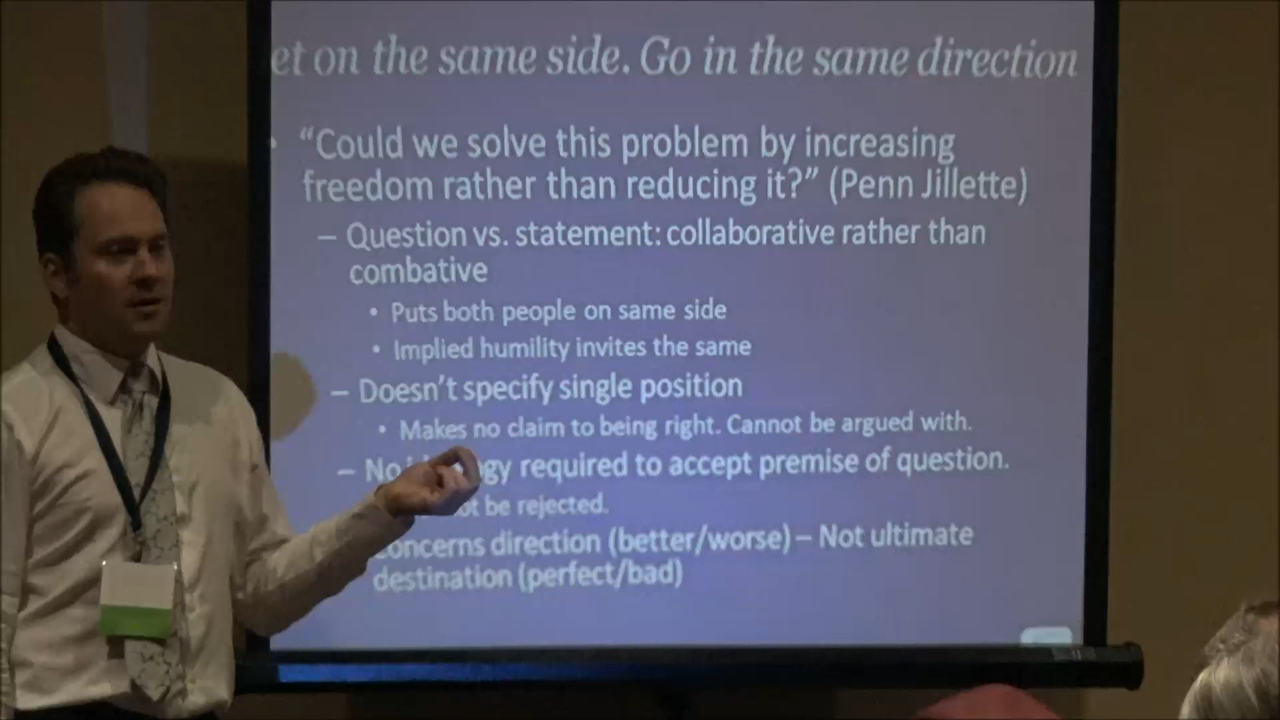 et on the same side. Go in the same direction
• “Could we solve this problem by increasing
freedom rather than reducing it?” (Penn Jillette)
– Question vs. statement: collaborative rather than
combative
• Puts both people on same side
• Implied humility invites the same
– Doesn’t specify single position
• Makes no claim to being right. Cannot be argued with.
– No gy required to accept premise of question.
ot be rejected.
oncerns direction (better/worse) – Not ultimate
destination (perfect/bad)